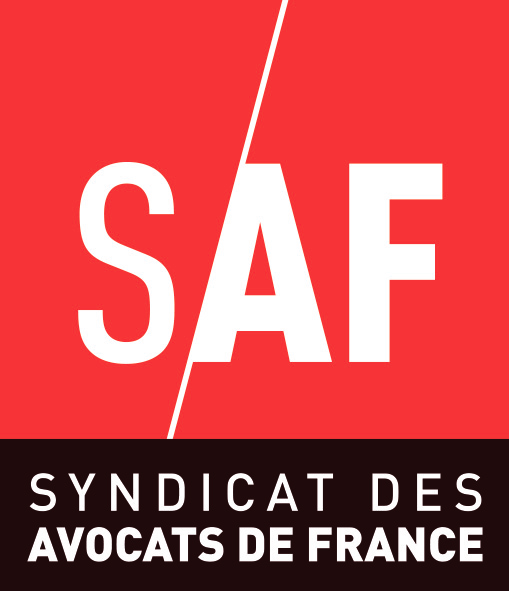 SAF
SYNDICAT DES
AVOCATS DE FRANCE